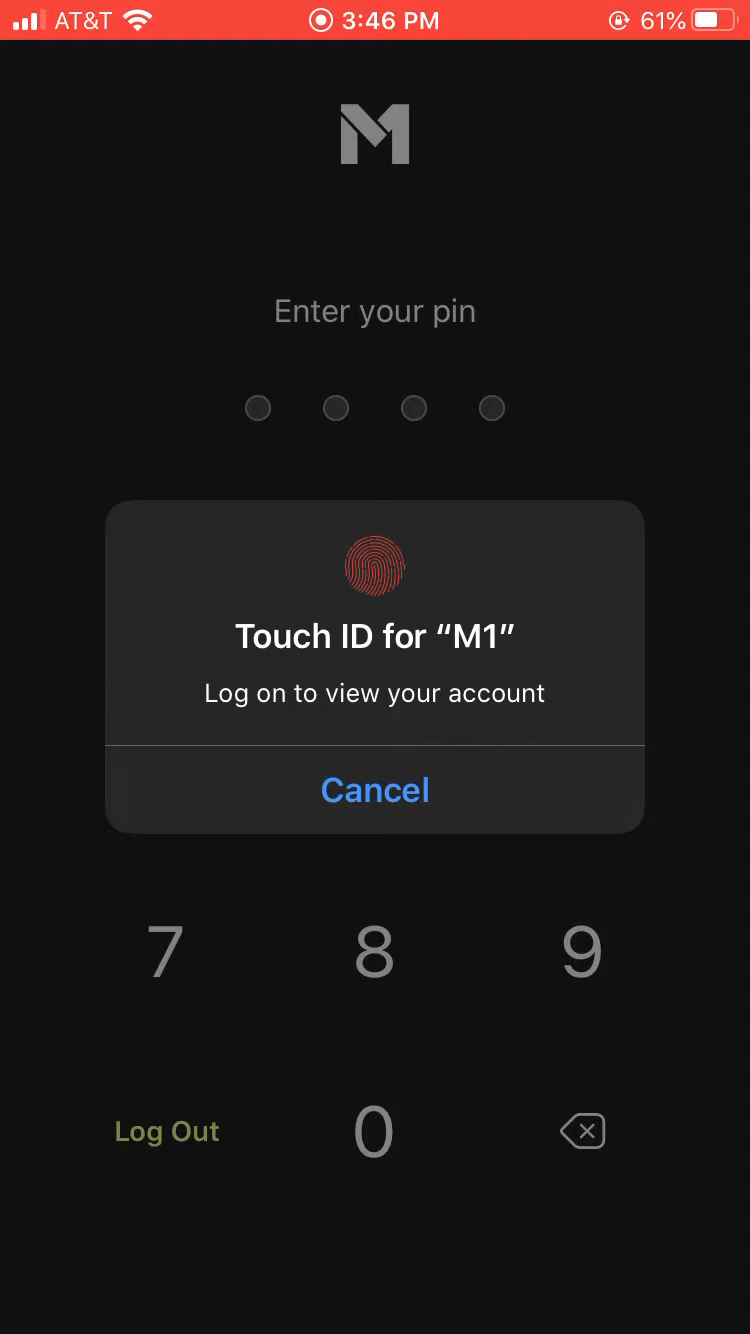 AT&T 3:46 PM 61%
M
Enter your pin
Touch ID for “M1”
Log on to view your account
Cancel
7 8 9
Log Out 0